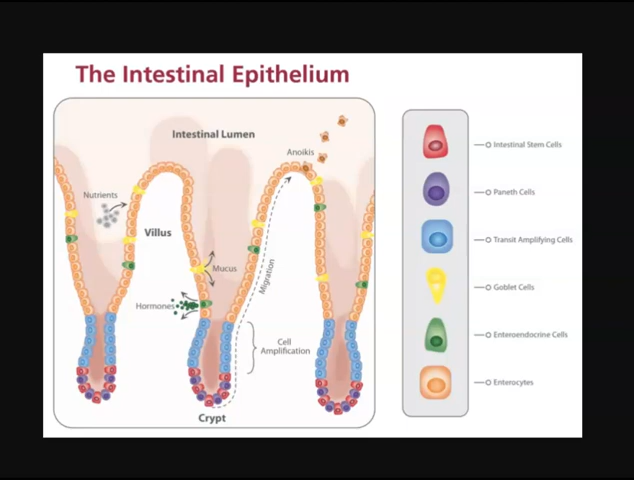 The Intestinal Epithelium
Intestinal Lumen
Anoikis
Nutrients
Villus
Mucus
Migration
Hormones
Cell
Amplification
Crypt
Intestinal Stem Cells
Paneth Cells
Transit Amplifying Cells
Goblet Cells
Enteroendocrine Cells
Enterocytes